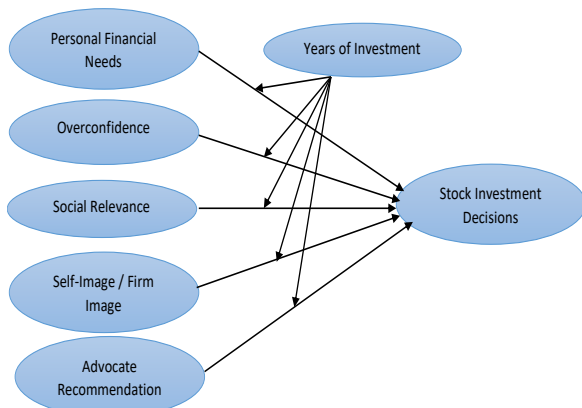 Personal Financial
Needs
Years of Investment
Overconfidence
Social Relevance
Stock Investment
Decisions
Self-Image / Firm
Image
Advocate
Recommendation